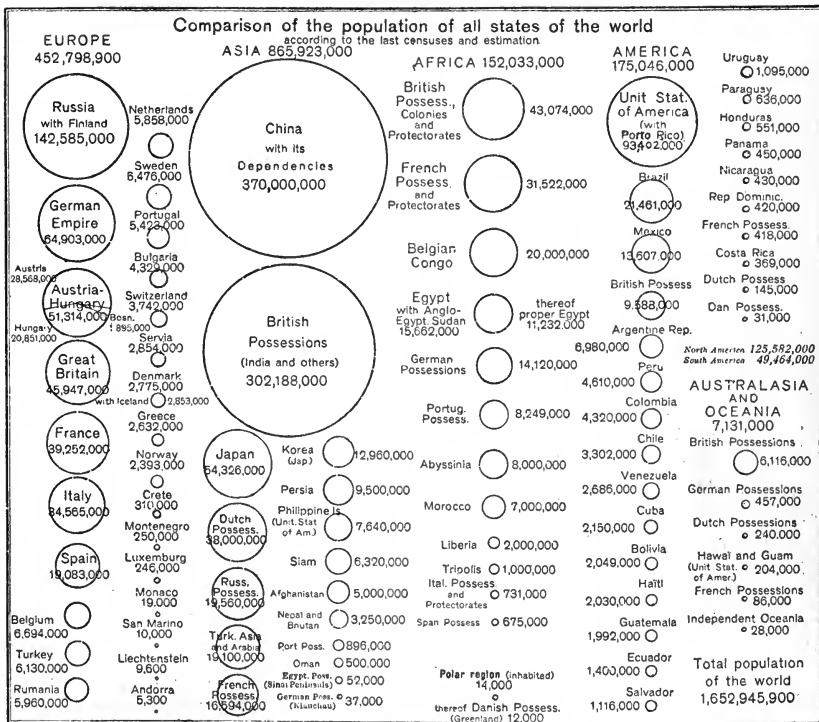 Comparison of the population of all states of the world
according to the last censuses and estimation.
EUROPE
452,798,900
Russia
with Finland
142,585,000
German
Empire
64,903,000
Austria
28,568,000
Austria-
Hungary
51,314,000
Bosn.
1 895,000
Hungary
20,851,000
Great
Britain
45,947,000
France
39,252,000
Italy
34,565,000
Spain
19,083,000
Belgium
6,694,000
Turkey
6,130,000
Rumania
5,960,000
Netherlands
5,858,000
Sweden
5,476,000
Portugal
5,423,000
Bulgaria
4,329,000
Switzerland
3,742,000
Servia
2,854,000
Denmark
2,775,000
with Iceland 2,853,000
Greece
2,632,000
Norway
2,393,000
Crete
310,000
Montenegro
250,000
Luxemburg
246,000
Monaco
19.000
San Marino
10,000
Liechtenstein
9,600
Andorra
5,300
ASIA 865,923,000
China
with its
Dependencies
370,000,000
British
Possessions
(India and others)
302,188,000
Japan
54,326,000
Dutch
Possess.
38,000,000
Russ.
Possess.
19,560,000
Turk. Asia
and Arabia
19,100,000
French
Possess.
16,594,000
Korea
(Jap.)
12,960,000
Persia
9,500,000
Philippine Is
(Unit. Stat
of Am.)
7,640,000
Siam
6,320,000
Afghanistan
5,000,000
Nepal and
Bhutan
3,250,000
Port Poss.
896,000
Oman
500.000
Egypt. Poss.
(Sinai Peninsula)
52,000
German Poss.
(Kiauchau)
37,000
AFRICA 152,033,000
British
Possess.,
Colonies
and
Protectorates
43,074,000
French
Possess.
and
Protectorates
31,522,000
Belgian
Congo
20,000,000
Egypt
with Anglo-
Egypt. Sudan
15,662,000
thereof
proper Egypt
11,232.000
German
Possessions
14,120,000
Portug.
Possess.
8,249,000
Abyssinia
8,000,000
Morocco
7,000,000
Liberia
2,000,000
Tripolis
1,000,000
Ital. Possess
and
Protectorates
731,000
Span Possess
675,000
Polar region (inhabited)
14,000
thereof Danish Possess.
(Greenland) 12,000
AMERICA
175,046,000
Unit Stat.
of America
(with
Porto Rico)
93,402,000
Brazil
21,461,000
Mexico
13,607,000
British Possess
9,588,000
Argentine Rep.
6,980,000
Peru
4,610,000
Colombia
4,320,000
Chile
3,302,000
Venezuela
2,686,000
Cuba
2,150,000
Bolivia
2,049,000
Haïti
2,030,000
Guatemala
1,992,000
Ecuador
1,400,000
Salvador
1,116,000
Uruguay
1,095,000
Paraguay
636,000
Honduras
551,000
Panama
450,000
Nicaragua
430,000
Rep Dominic.
420,000
French Possess.
418,000
Costa Rica
369,000
Dutch Possess
145,000
Dan Possess.
31,000
North America 125,582,000
South America 49,464,000
AUSTRALASIA
AND
OCEANIA
7,131,000
British Possessions
6,116,000
German Possessions
457,000
Dutch Possessions
240.000
Hawaï and Guam
(Unit Stat.
of Amer.)
204,000
French Possessions
86,000
Independent Oceania
28,000
Total population
of the world
1,652,945,900